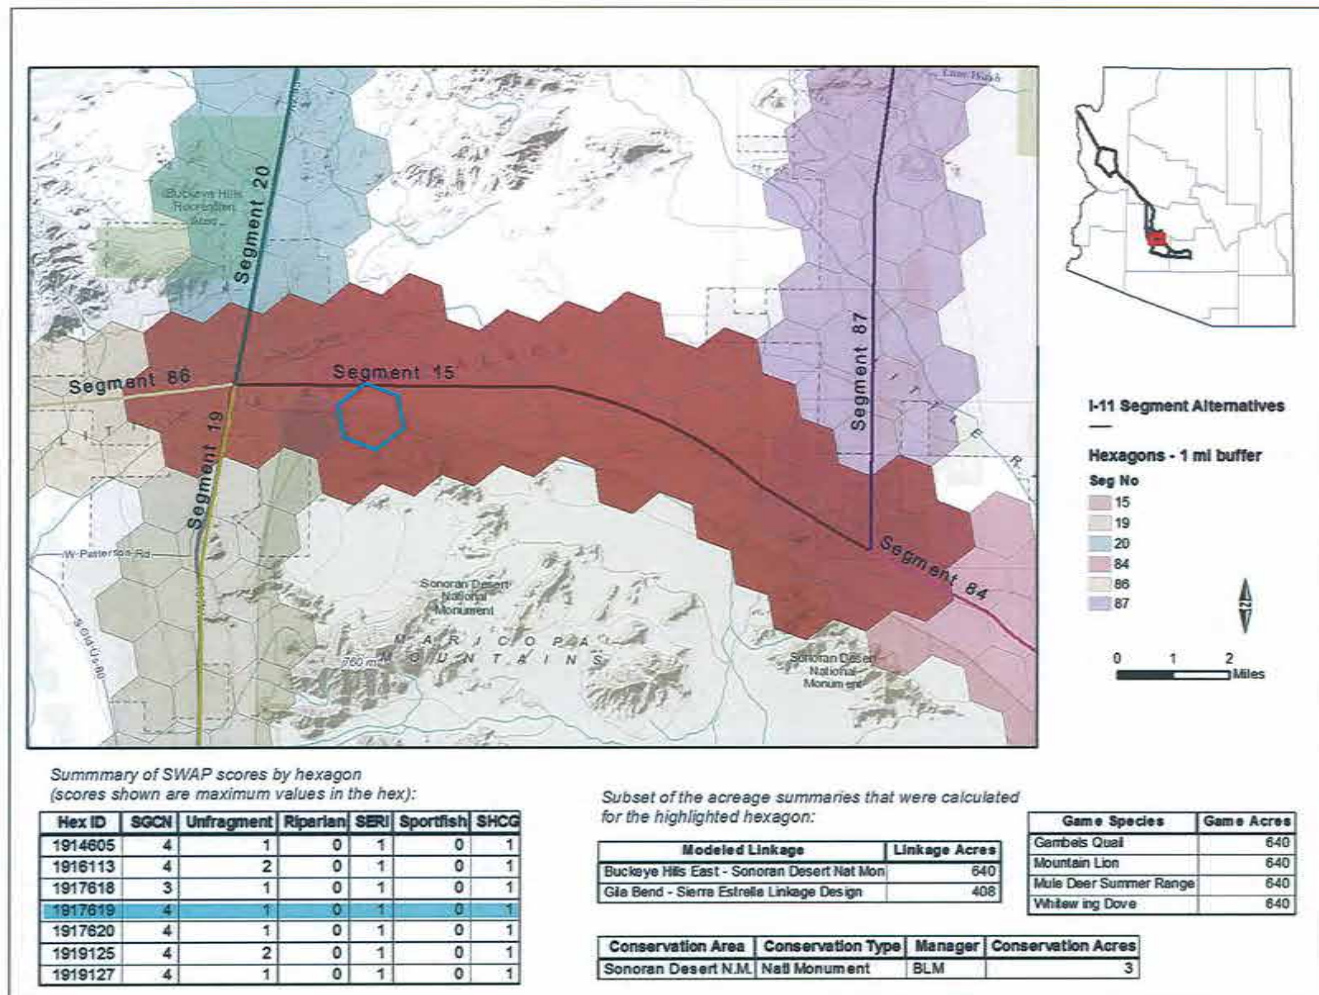 Luke Wash
Buckeye Hills
Recreation
Area
Segment 20
Segment 86
Segment 15
Segment 87
Segment 19
Segment 84
L I T
I T T L E
R.
W Patterson Rd
S Old Us 80
Sonoran Desert
National
Monument
M A R I C O P A
M O U N T A I N S
760 m
Sonoran Desert
National
Monument
I-11 Segment Alternatives
Hexagons - 1 mi buffer
Seg No
15
19
20
84
86
87
N
0 1 2
Miles
Summmary of SWAP scores by hexagon
(scores shown are maximum values in the hex):
Hex ID SGCN Unfragment Riparian SERI Sportfish SHCG
1914605 4 1 0 1 0 1
1916113 4 2 0 1 0 1
1917618 3 1 0 1 0 1
1917619 4 1 0 1 0 1
1917620 4 1 0 1 0 1
1919125 4 2 0 1 0 1
1919127 4 1 0 1 0 1
Subset of the acreage summaries that were calculated
for the highlighted hexagon:
Modeled Linkage Linkage Acres
Buckeye Hills East - Sonoran Desert Nat Mon 640
Gila Bend - Sierra Estrella Linkage Design 408
Game Species Game Acres
Gambels Quail 640
Mountain Lion 640
Mule Deer Summer Range 640
Whitewing Dove 640
Conservation Area Conservation Type Manager Conservation Acres
Sonoran Desert N.M. Natl Monument BLM 3